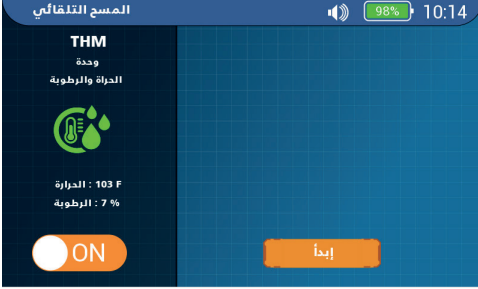 المسح التلقائي
98%
10:14
THM
وحدة
الحراة والرطوبة
103 F : الحرارة
7 % : الرطوبة
ON
إبدأ